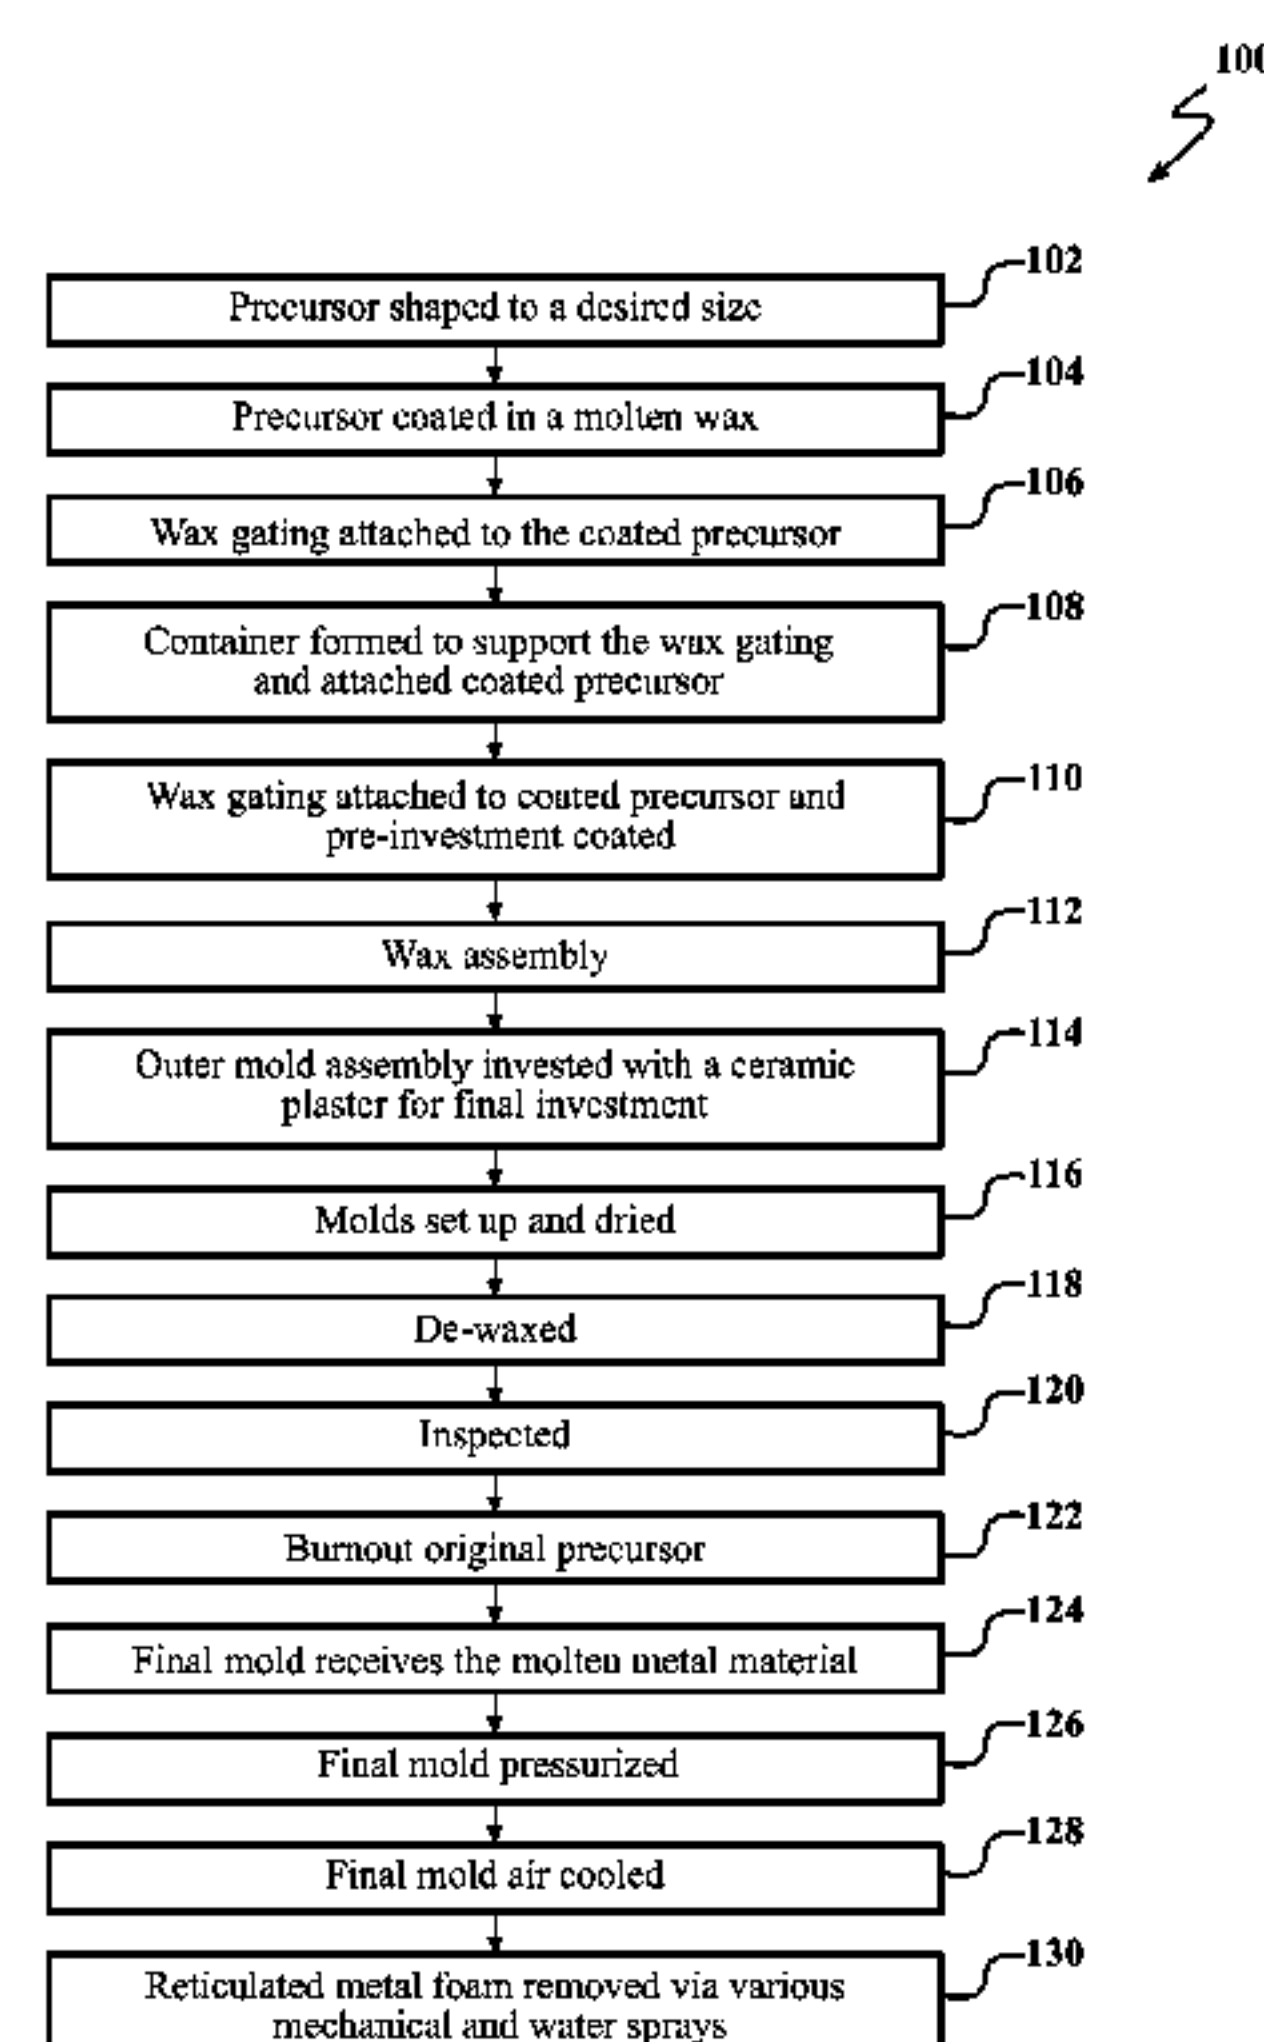 100
102
Precursor shaped to a desired size
104
Precursor coated in a molten wax
106
Wax gating attached to the coated precursor
108
Container formed to support the wax gating
and attached coated precursor
110
Wax gating attached to coated precursor and
pre-investment coated
112
Wax assembly
114
Outer mold assembly invested with a ceramic
plaster for final investment
116
Molds set up and dried
118
De-waxed
120
Inspected
122
Burnout original precursor
124
Final mold receives the molten metal material
126
Final mold pressurized
128
Final mold air cooled
130
Reticulated metal foam removed via various
mechanical and water sprays